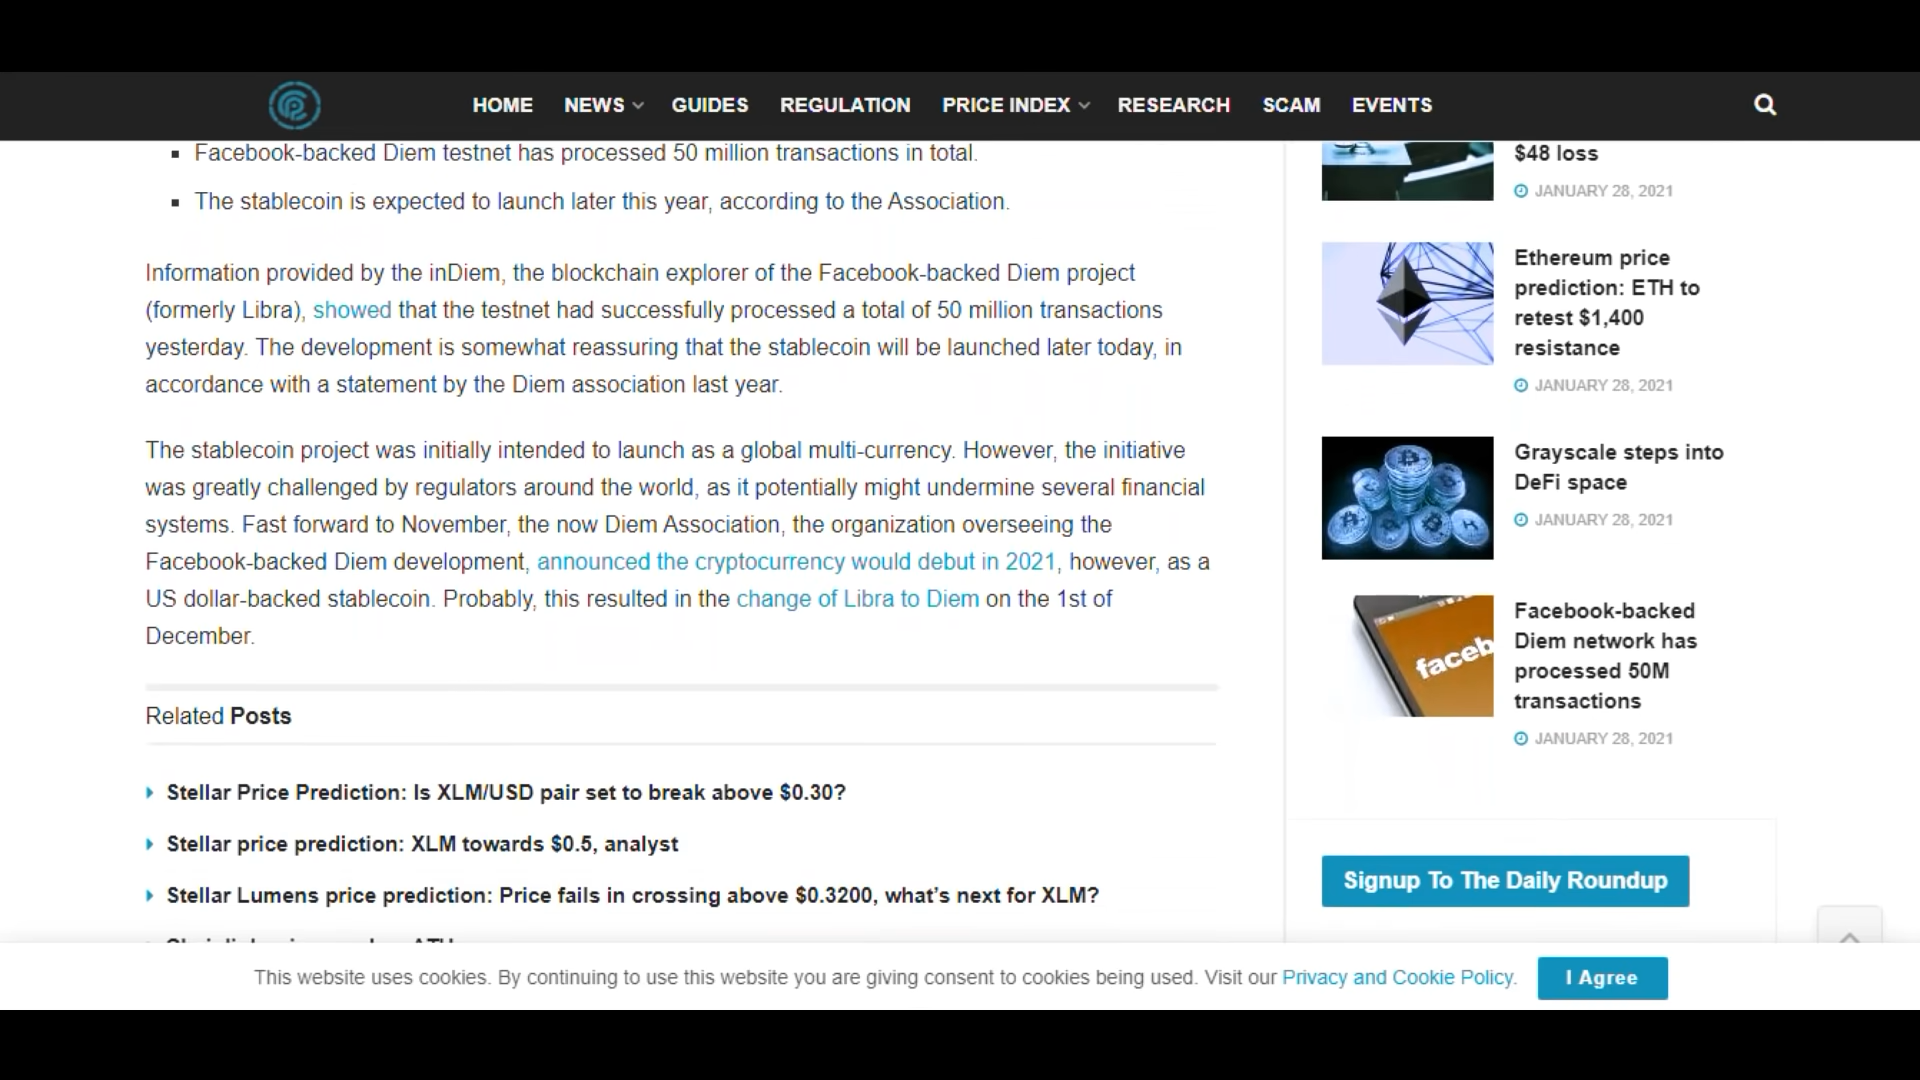 HOME NEWS GUIDES REGULATION PRICE INDEX RESEARCH SCAM EVENTS
Facebook-backed Diem testnet has processed 50 million transactions in total.
The stablecoin is expected to launch later this year, according to the Association.
Information provided by the inDiem, the blockchain explorer of the Facebook-backed Diem project
(formerly Libra), showed that the testnet had successfully processed a total of 50 million transactions
yesterday. The development is somewhat reassuring that the stablecoin will be launched later today, in
accordance with a statement by the Diem association last year.
The stablecoin project was initially intended to launch as a global multi-currency. However, the initiative
was greatly challenged by regulators around the world, as it potentially might undermine several financial
systems. Fast forward to November, the now Diem Association, the organization overseeing the
Facebook-backed Diem development, announced the cryptocurrency would debut in 2021, however, as a
US dollar-backed stablecoin. Probably, this resulted in the change of Libra to Diem on the 1st of
December.
Related Posts
Stellar Price Prediction: Is XLM/USD pair set to break above $0.30?
Stellar price prediction: XLM towards $0.5, analyst
Stellar Lumens price prediction: Price fails in crossing above $0.3200, what's next for XLM?
$48 loss
JANUARY 28, 2021
Ethereum price
prediction: ETH to
retest $1,400
resistance
JANUARY 28, 2021
Grayscale steps into
DeFi space
JANUARY 28, 2021
faceb
Facebook-backed
Diem network has
processed 50M
transactions
JANUARY 28, 2021
Signup To The Daily Roundup
This website uses cookies. By continuing to use this website you are giving consent to cookies being used. Visit our Privacy and Cookie Policy.
I Agree